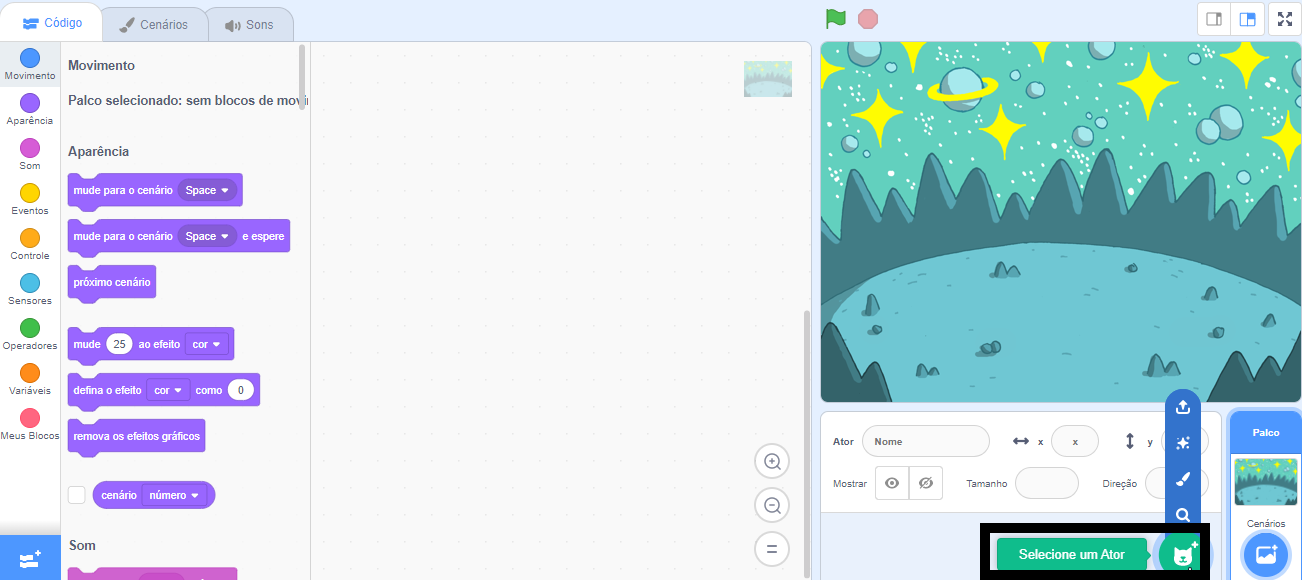 Código
Cenários
Sons
Movimento
Aparência
Som
Eventos
Controle
Sensores
Operadores
Variáveis
Meus Blocos
Movimento
Palco selecionado: sem blocos de movi
Aparência
mude para o cenário Space
mude para o cenário Space e espere
próximo cenário
mude 25 ao efeito cor
defina o efeito cor como 0
remova os efeitos gráficos
cenário número
Som
Ator Nome x x y
Mostrar Tamanho Direção
Selecione um Ator
Palco
Cenários